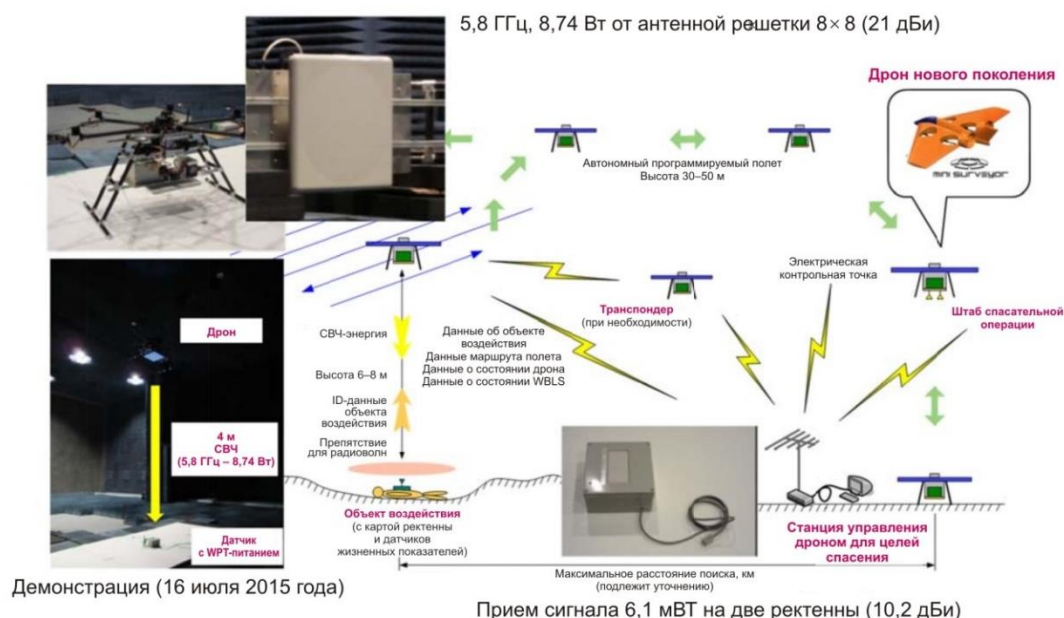 5,8 ГГц, 8,74 Вт от антенной решетки 8× 8 (21 дБи)
Дрон нового поколения
MINI SURVEYOR
Автономный программируемый полет
Высота 30–50 м
Электрическая
контрольная точка
Транспондер
(при необходимости)
Штаб спасательной
операции
Дрон
СВЧ-энергия
Данные об объекте
воздействия
Данные маршрута полета
Данные о состоянии дрона
Данные о состоянии WBLS
Высота 6–8 м
ID-данные
объекта
воздействия
Препятствие
для радиоволн
4 м
СВЧ
(5,8 ГГц – 8,74 Вт)
Объект воздействия
(с картой ректенны
и датчиков
жизненных показателей)
Датчик
с WPT-питанием
Станция управления
дроном для целей
спасения
Максимальное расстояние поиска, км
(подлежит уточнению)
Демонстрация (16 июля 2015 года)
Прием сигнала 6,1 мВТ на две ректенны (10,2 дБи)